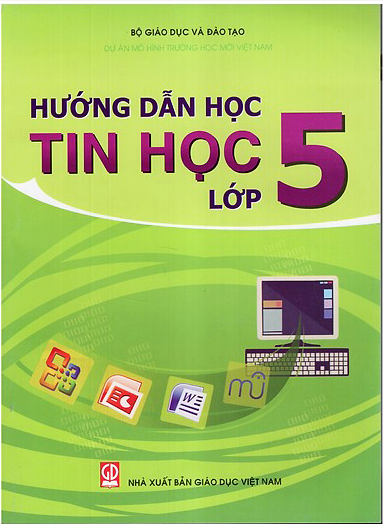 BỘ GIÁO DỤC VÀ ĐÀO TẠO
DỰ ÁN MÔ HÌNH TRƯỜNG HỌC MỚI VIỆT NAM
HƯỚNG DẪN HỌC
TIN HỌC
LỚP 5
W
NHÀ XUẤT BẢN GIÁO DỤC VIỆT NAM